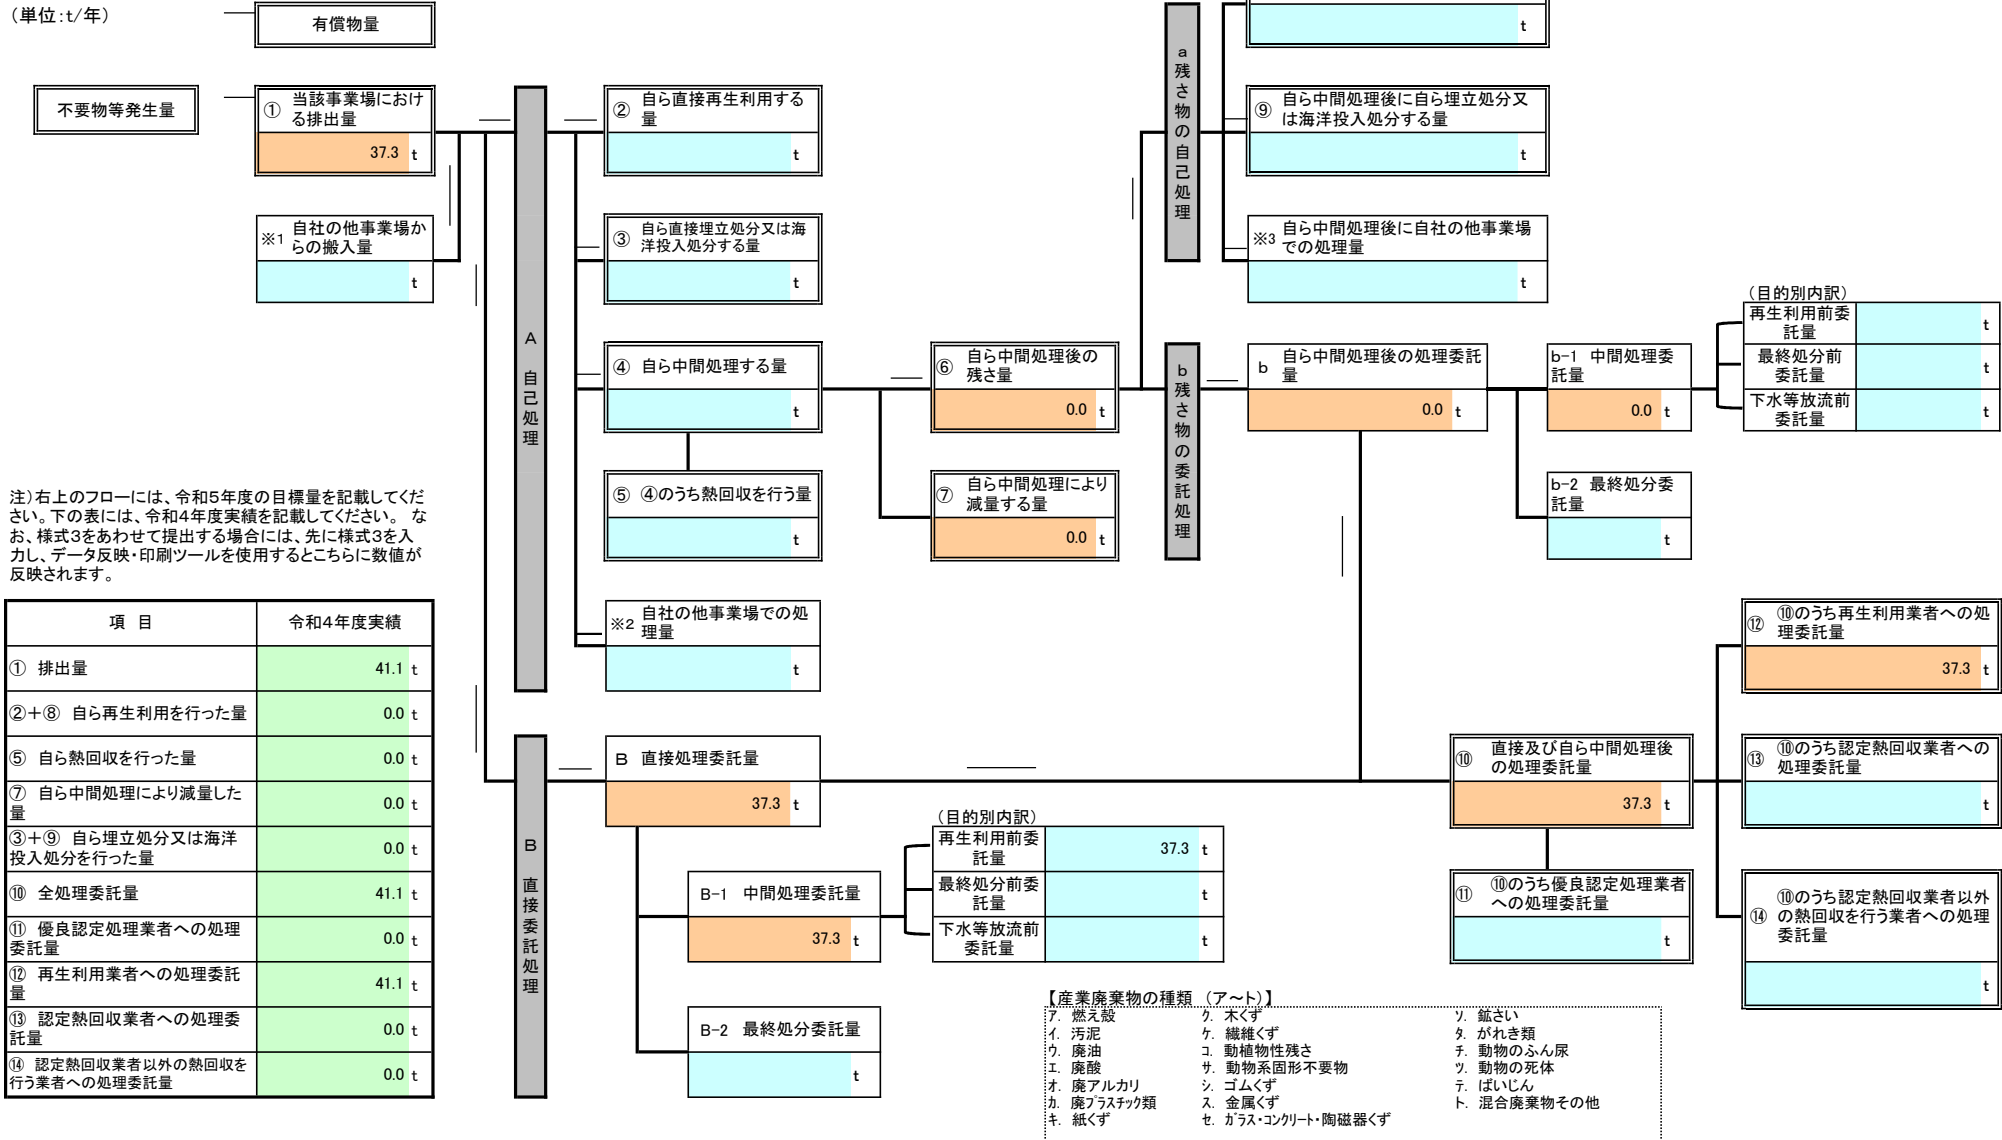 (単位:t/年)
有償物量
t
不要物等発生量
① 当該事業場におけ
る排出量
37.3 t
※1 自社の他事業場か
らの搬入量
t
A 自己処理
② 自ら直接再生利用する
量
t
③ 自ら直接埋立処分又は海
洋投入処分する量
t
④ 自ら中間処理する量
t
⑤ ④のうち熱回収を行う量
t
※2 自社の他事業場での処
理量
t
⑥ 自ら中間処理後の
残さ量
0.0 t
⑦ 自ら中間処理により
減量する量
0.0 t
a 残さ物の自己処理
⑨ 自ら中間処理後に自ら埋立処分又
は海洋投入処分する量
t
※3 自ら中間処理後に自社の他事業場
での処理量
t
b 残さ物の委託処理
b 自ら中間処理後の処理委託
量
0.0 t
b-1 中間処理委
託量
0.0 t
b-2 最終処分委
託量
t
(目的別内訳)
再生利用前委
託量
t
最終処分前
委託量
t
下水等放流前
委託量
t
注)右上のフローには、令和5年度の目標量を記載してくだ
さい。下の表には、令和4年度実績を記載してください。 な
お、様式3をあわせて提出する場合には、先に様式3を入
力し、データ反映・印刷ツールを使用するとこちらに数値が
反映されます。
項 目 令和4年度実績
① 排出量 41.1 t
②+⑧ 自ら再生利用を行った量 0.0 t
⑤ 自ら熱回収を行った量 0.0 t
⑦ 自ら中間処理により減量した
量 0.0 t
③+⑨ 自ら埋立処分又は海洋
投入処分を行った量 0.0 t
⑩ 全処理委託量 41.1 t
⑪ 優良認定処理業者への処理
委託量 0.0 t
⑫ 再生利用業者への処理委託
量 41.1 t
⑬ 認定熱回収業者への処理委
託量 0.0 t
⑭ 認定熱回収業者以外の熱回収を
行う業者への処理委託量 0.0 t
B 直接委託処理
B 直接処理委託量
37.3 t
B-1 中間処理委託量
37.3 t
B-2 最終処分委託量
t
(目的別内訳)
再生利用前委
託量
37.3 t
最終処分前委
託量
t
下水等放流前
委託量
t
⑩ 直接及び自ら中間処理後
の処理委託量
37.3 t
⑪ ⑩のうち優良認定処理業者
への処理委託量
t
⑫ ⑩のうち再生利用業者への処
理委託量
37.3 t
⑬ ⑩のうち認定熱回収業者への
処理委託量
t
⑭ ⑩のうち認定熱回収業者以外
の熱回収を行う業者への処理
委託量
t
【産業廃棄物の種類 (ア~ト)】
ア. 燃え殻 ク. 木くず ソ. 鉱さい
イ. 汚泥 ケ. 繊維くず タ. がれき類
ウ. 廃油 コ. 動植物性残さ チ. 動物のふん尿
エ. 廃酸 サ. 動物系固形不要物 ツ. 動物の死体
オ. 廃アルカリ シ. ゴムくず テ. ばいじん
カ. 廃プラスチック類 ス. 金属くず ト. 混合廃棄物その他
キ. 紙くず セ. ガラス・コンクリート・陶磁器くず